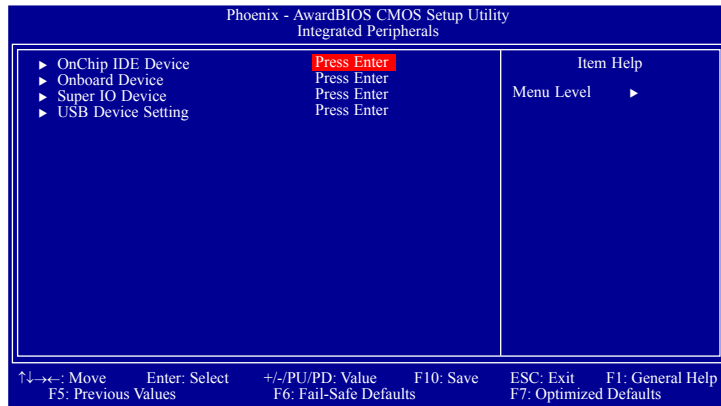 Phoenix - AwardBIOS CMOS Setup Utility
Integrated Peripherals
► OnChip IDE Device Press Enter
► Onboard Device Press Enter
► Super IO Device Press Enter
► USB Device Setting Press Enter
Item Help
Menu Level ►
↑↓→←: Move Enter: Select +/-/PU/PD: Value F10: Save ESC: Exit F1: General Help
F5: Previous Values F6: Fail-Safe Defaults F7: Optimized Defaults